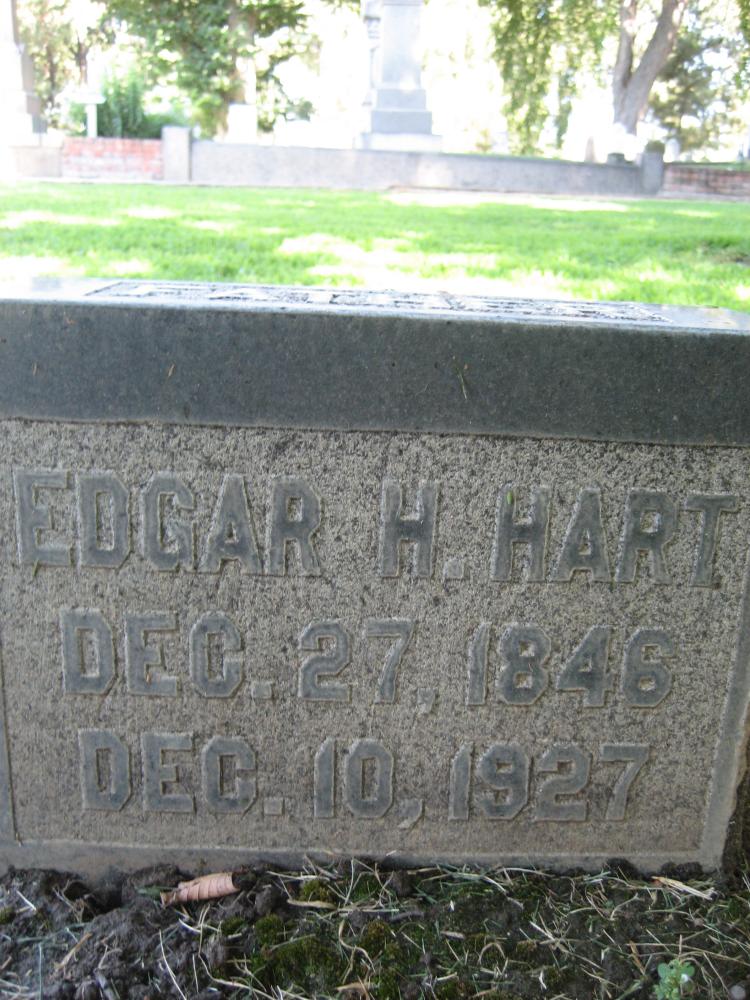 EDGAR H. HART
DEC. 27, 1846
DEC. 10, 1927